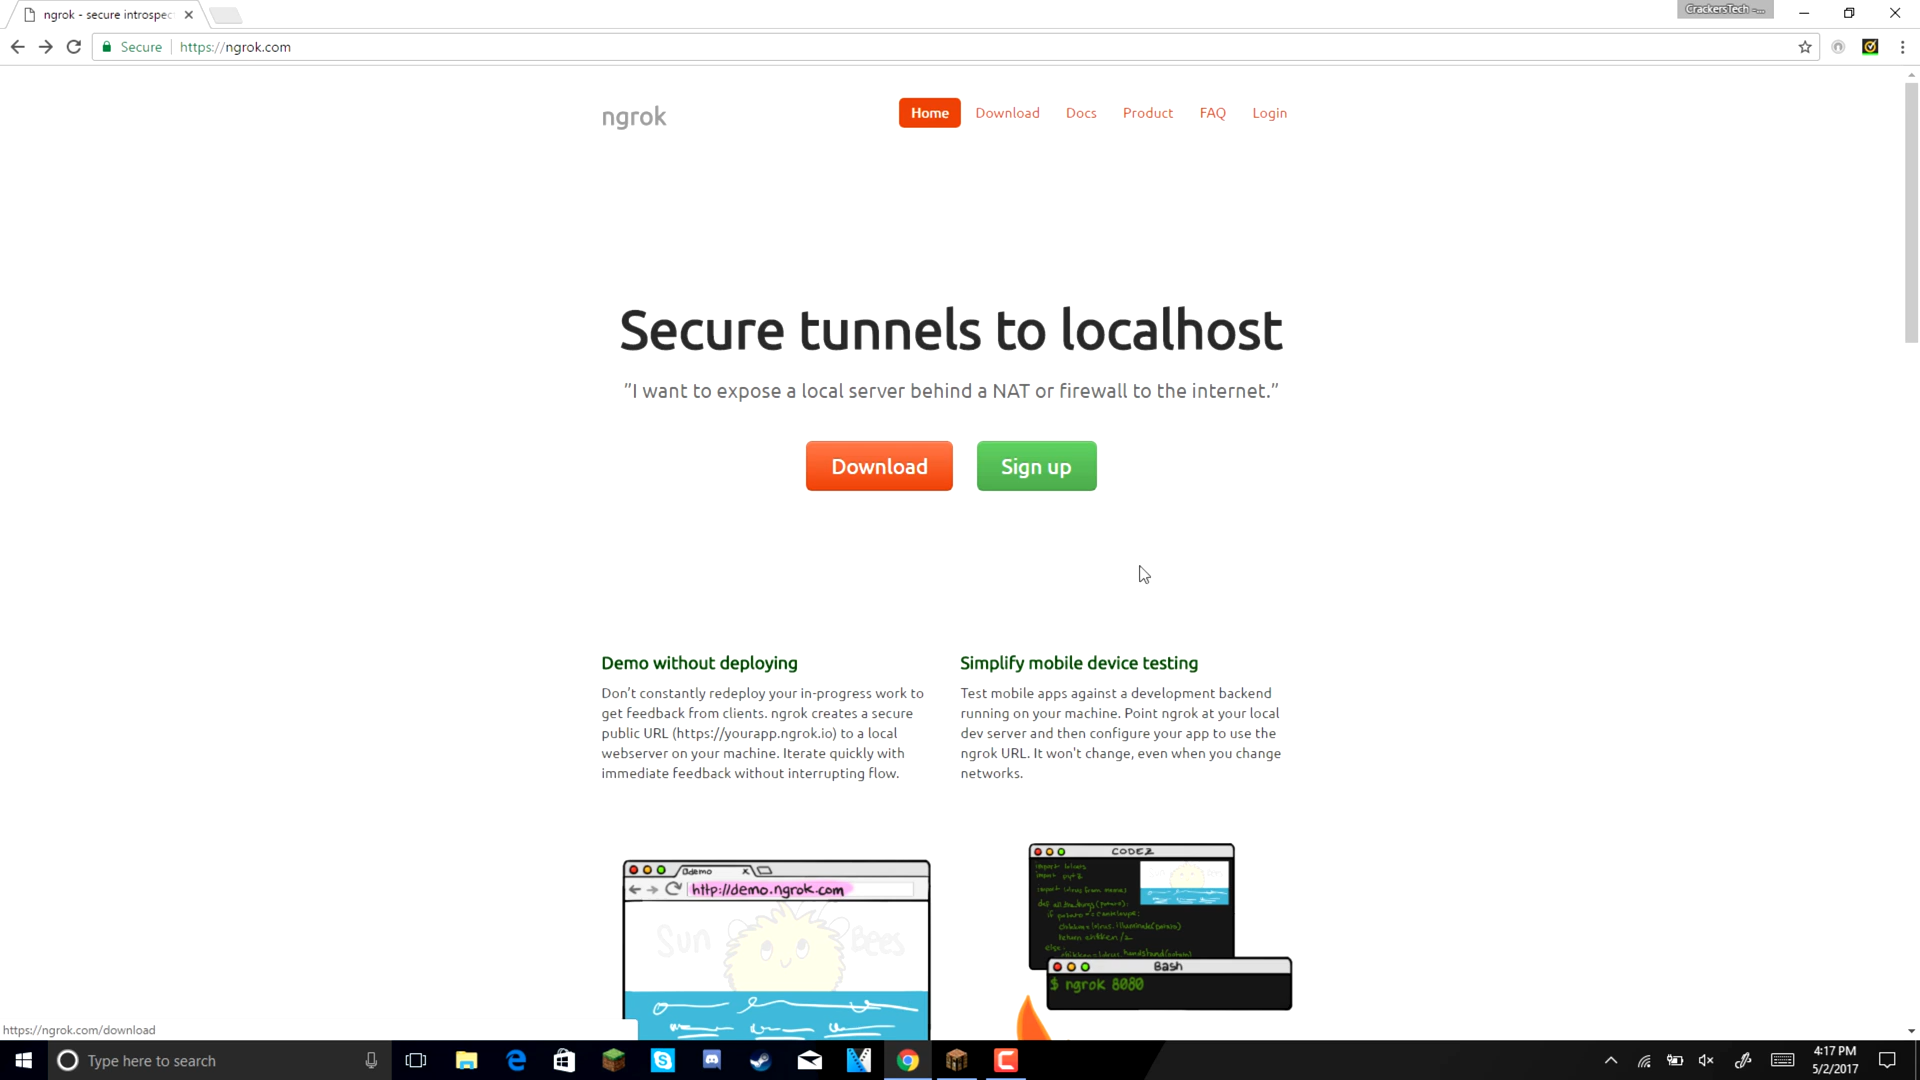 ngrok - secure introspec
CrackersTech -...
Secure
https://ngrok.com
ngrok
Home
Download
Docs
Product
FAQ
Login
Secure tunnels to localhost
"I want to expose a local server behind a NAT or firewall to the internet."
Download
Sign up
Demo without deploying
Don't constantly redeploy your in-progress work to
get feedback from clients. ngrok creates a secure
public URL (https://yourapp.ngrok.io) to a local
webserver on your machine. Iterate quickly with
immediate feedback without interrupting flow.
Simplify mobile device testing
Test mobile apps against a development backend
running on your machine. Point ngrok at your local
dev server and then configure your app to use the
ngrok URL. It won't change, even when you change
networks.
demo
http://demo.ngrok.com
Sun Bees
CODEZ
else:
Bash
$ ngrok 8080
https://ngrok.com/download
Type here to search
4:17 PM
5/2/2017